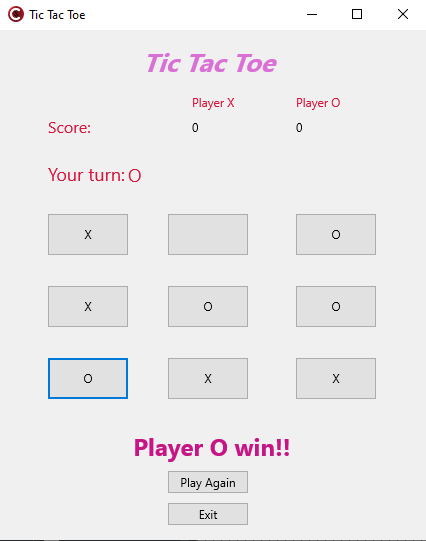 Tic Tac Toe
Tic Tac Toe
Player X Player O
Score: 0 0
Your turn: O
X O
X O O
O X X
Player O win!!
Play Again
Exit